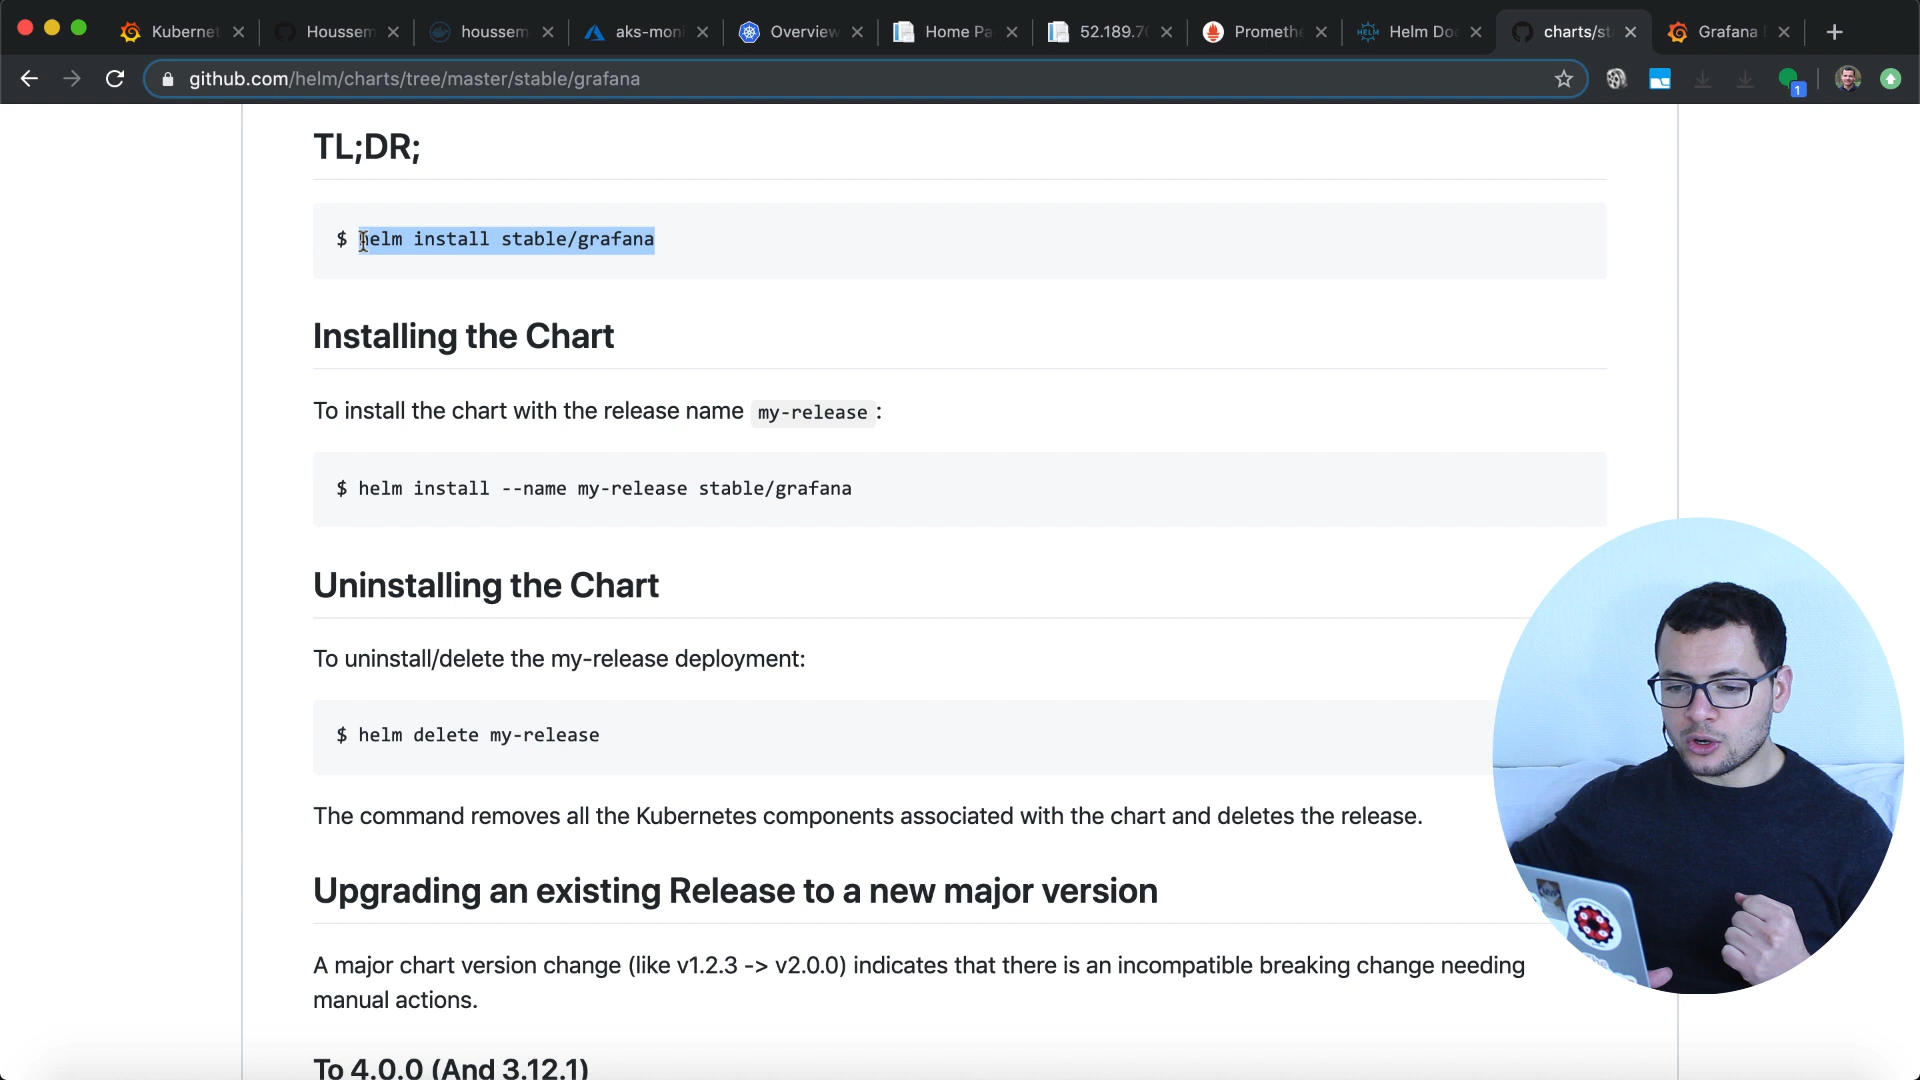 Kubernet
Houssem
houssem
aks-moni
Overview
Home Pa
52.189.70
Promethe
HELM
Helm Doc
charts/st
Grafana
github.com/helm/charts/tree/master/stable/grafana
1
TL;DR;
$ helm install stable/grafana
Installing the Chart
To install the chart with the release name my-release :
$ helm install --name my-release stable/grafana
Uninstalling the Chart
To uninstall/delete the my-release deployment:
$ helm delete my-release
The command removes all the Kubernetes components associated with the chart and deletes the release.
Upgrading an existing Release to a new major version
A major chart version change (like v1.2.3 -> v2.0.0) indicates that there is an incompatible breaking change needing
manual actions.
To 4.0.0 (And 3.12.1)